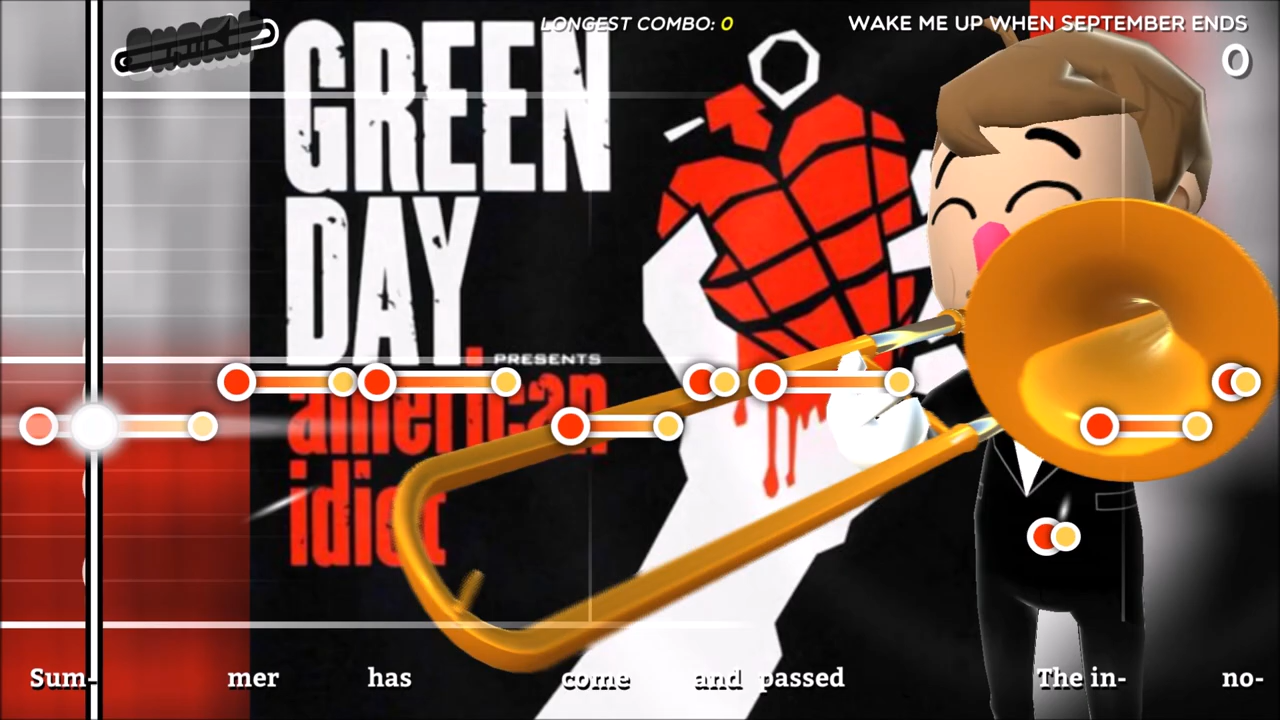 LONGEST COMBO: 0
WAKE ME UP WHEN SEPTEMBER ENDS
0
GREEN
DAY
PRESENTS
american
idiot
Sum- mer has come and passed The in- no-